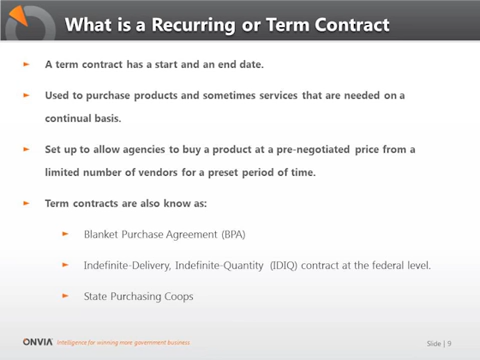 What is a Recurring or Term Contract
A term contract has a start and an end date.
Used to purchase products and sometimes services that are needed on a
continual basis.
Set up to allow agencies to buy a product at a pre-negotiated price from a
limited number of vendors for a preset period of time.
Term contracts are also know as:
Blanket Purchase Agreement (BPA)
Indefinite-Delivery, Indefinite-Quantity (IDIQ) contract at the federal level.
State Purchasing Coops
ONVIA Intelligence for winning more government business
Slide | 9